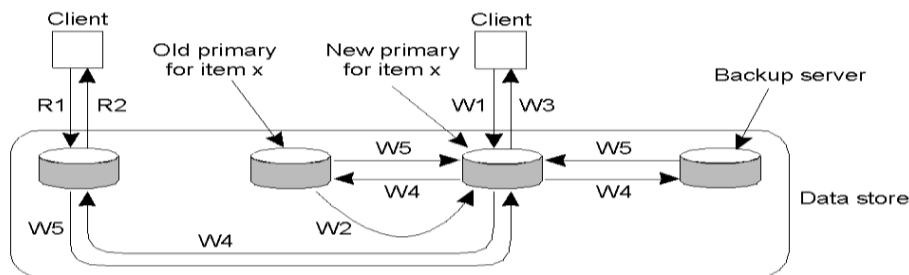 Client
Client
Old primary
for item x
New primary
for item x
Backup server
R1
R2
W1
W3
W5
W5
W4
W4
W5
W4
W2
Data store